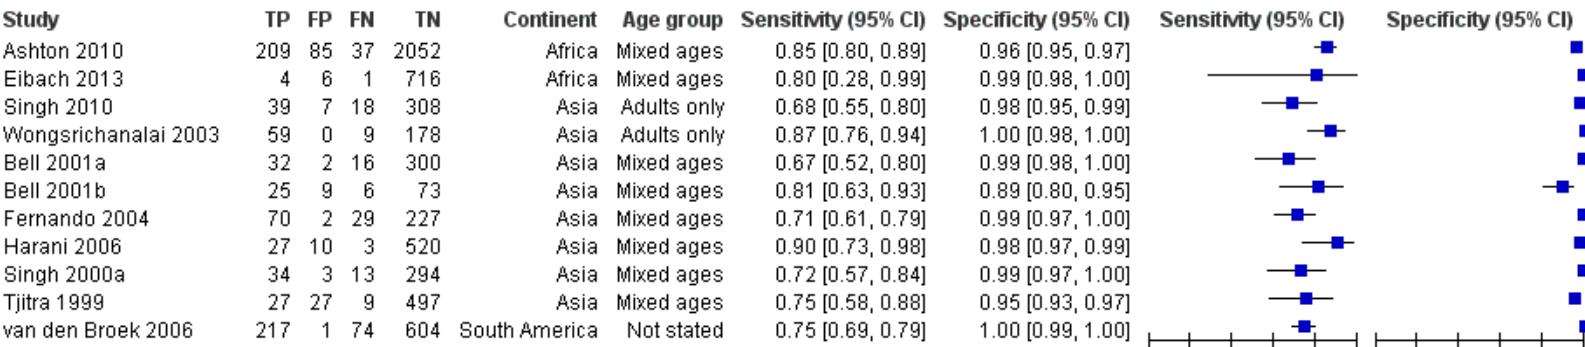 Study TP FP FN TN Continent Age group Sensitivity (95% CI) Specificity (95% CI) Sensitivity (95% CI) Specificity (95% CI)
Ashton 2010 209 85 37 2052 Africa Mixed ages 0.85 [0.80, 0.89] 0.96 [0.95, 0.97]
Eibach 2013 4 6 1 716 Africa Mixed ages 0.80 [0.28, 0.99] 0.99 [0.98, 1.00]
Singh 2010 39 7 18 308 Asia Adults only 0.68 [0.55, 0.80] 0.98 [0.95, 0.99]
Wongsrichanalai 2003 59 0 9 178 Asia Adults only 0.87 [0.76, 0.94] 1.00 [0.98, 1.00]
Bell 2001a 32 2 16 300 Asia Mixed ages 0.67 [0.52, 0.80] 0.99 [0.98, 1.00]
Bell 2001b 25 9 6 73 Asia Mixed ages 0.81 [0.63, 0.93] 0.89 [0.80, 0.95]
Fernando 2004 70 2 29 227 Asia Mixed ages 0.71 [0.61, 0.79] 0.99 [0.97, 1.00]
Harani 2006 27 10 3 520 Asia Mixed ages 0.90 [0.73, 0.98] 0.98 [0.97, 0.99]
Singh 2000a 34 3 13 294 Asia Mixed ages 0.72 [0.57, 0.84] 0.99 [0.97, 1.00]
Tjitra 1999 27 27 9 497 Asia Mixed ages 0.75 [0.58, 0.88] 0.95 [0.93, 0.97]
van den Broek 2006 217 1 74 604 South America Not stated 0.75 [0.69, 0.79] 1.00 [0.99, 1.00]